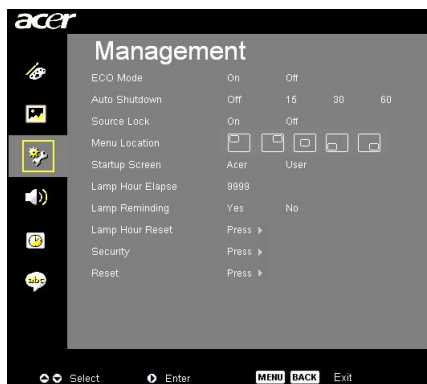 acer
Management
ECO Mode On Off
Auto Shutdown Off 15 30 60
Source Lock On Off
Menu Location
Startup Screen Acer User
Lamp Hour Elapse 9999
Lamp Reminding Yes No
Lamp Hour Reset Press
Security Press
Reset Press
abc
Select Enter MENU BACK Exit